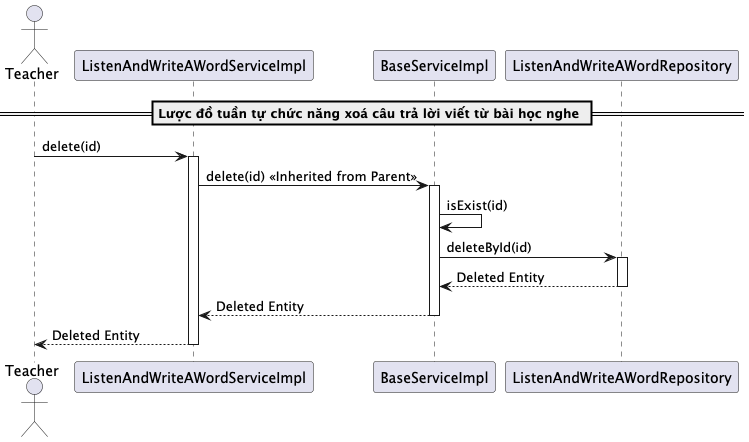 Teacher
ListenAndWriteAWordServiceImpl
BaseServiceImpl
ListenAndWriteAWordRepository
Lược đồ tuần tự chức năng xoá câu trả lời viết từ bài học nghe
delete(id)
delete(id) «Inherited from Parent»
isExist(id)
deleteById(id)
Deleted Entity
Deleted Entity
Deleted Entity
Teacher
ListenAndWriteAWordServiceImpl
BaseServiceImpl
ListenAndWriteAWordRepository